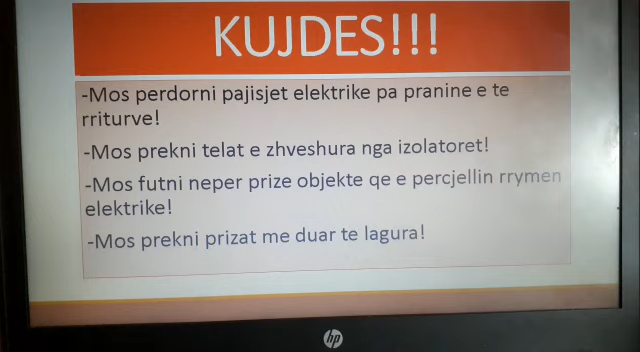 KUJDES!!!
-Mos perdorni pajisjet elektrike pa pranine e te
rriturve!
-Mos prekni telat e zhveshura nga izolatoret!
-Mos futni neper prize objekte qe e percjellin rrymen
elektrike!
-Mos prekni prizat me duar te lagura!
hp